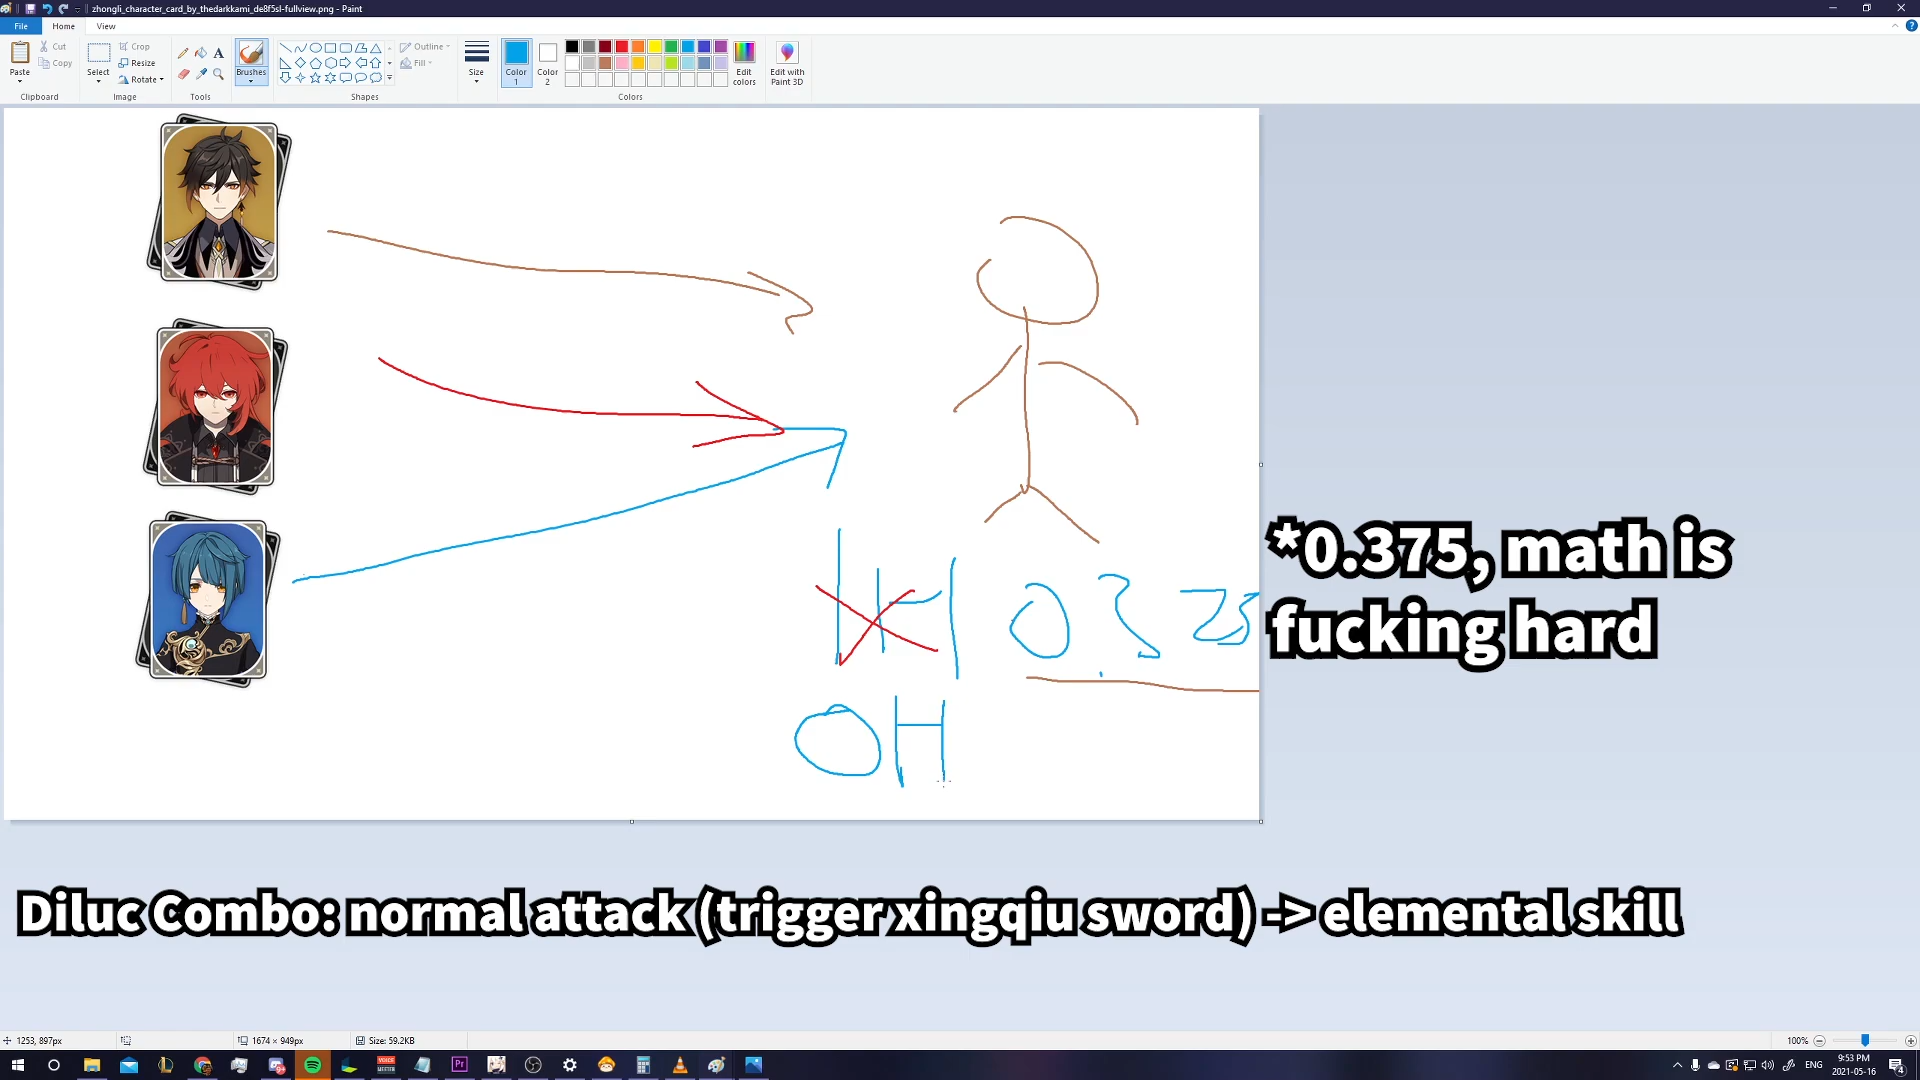 zhongli_character_card_by_thedarkkami_de8f5sl-fullview.png - Paint
File
Home
View
Paste
Cut
Copy
Clipboard
Select
Crop
Resize
Rotate
Image
A
Tools
Brushes
Shapes
Outline
Fill
Size
Color
1
Color
2
Colors
Edit
colors
Edit with
Paint 3D
OH
*0.375, math is
fucking hard
Diluc Combo: normal attack (trigger xingqiu sword) -> elemental skill
1253, 897px
1674 × 949px
Size: 59.2KB
100%
Pr
ENG
9:53 PM
2021-05-16
4